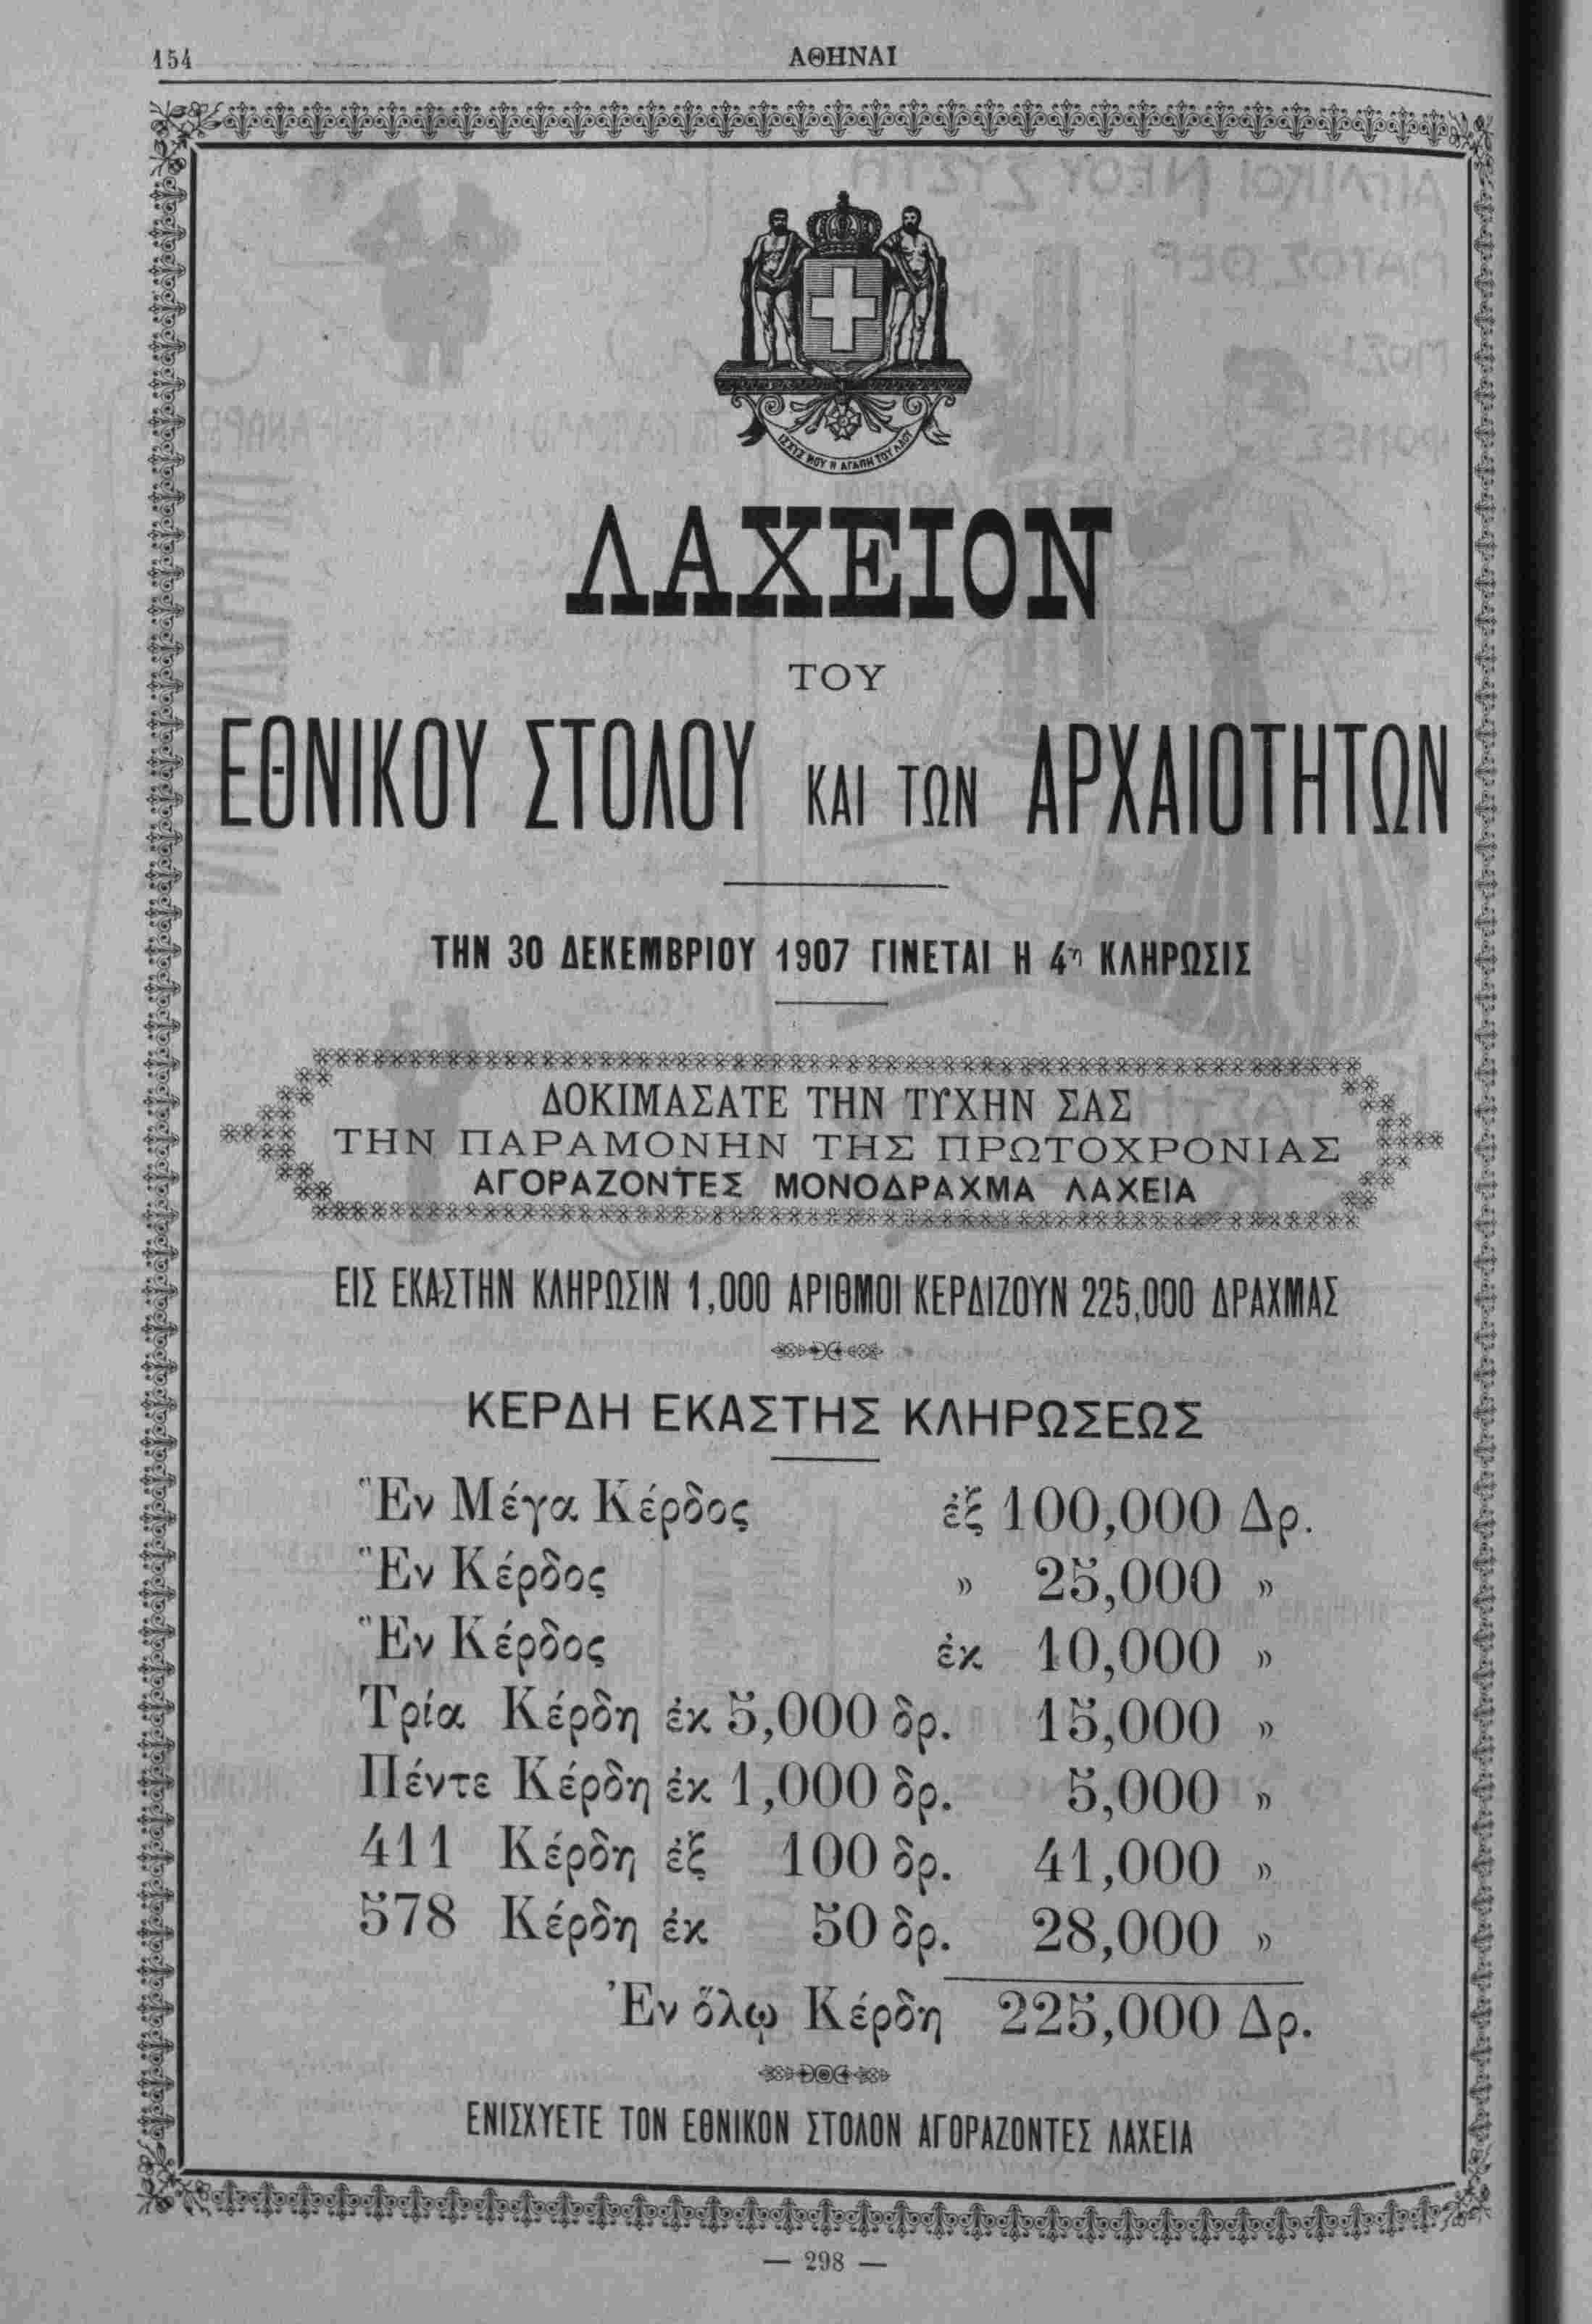 154
ΑΘΗΝΑΙ
ΙΣΧΥΣ ΜΟΥ Η ΑΓΑΠΗ ΤΟΥ ΛΑΟΥ
ΛΑΧΕΙΟΝ
ΤΟΥ
ΕΘΝΙΚΟΥ ΣΤΟΛΟΥ ΚΑΙ ΤΩΝ ΑΡΧΑΙΟΤΗΤΩΝ
ΤΗΝ 30 ΔΕΚΕΜΒΡΙΟΥ 1907 ΓΙΝΕΤΑΙ Η 4η ΚΛΗΡΩΣΙΣ
ΔΟΚΙΜΑΣΑΤΕ ΤΗΝ ΤΥΧΗΝ ΣΑΣ
ΤΗΝ ΠΑΡΑΜΟΝΗΝ ΤΗΣ ΠΡΩΤΟΧΡΟΝΙΑΣ
ΑΓΟΡΑΖΟΝΤΕΣ ΜΟΝΟΔΡΑΧΜΑ ΛΑΧΕΙΑ
ΕΙΣ ΕΚΑΣΤΗΝ ΚΛΗΡΩΣΙΝ 1,000 ΑΡΙΘΜΟΙ ΚΕΡΔΙΖΟΥΝ 225,000 ΔΡΑΧΜΑΣ
ΚΕΡΔΗ ΕΚΑΣΤΗΣ ΚΛΗΡΩΣΕΩΣ
Ἓν Μέγα Κέρδος ἐξ 100,000 Δρ.
Ἓν Κέρδος » 25,000 »
Ἓν Κέρδος ἐκ 10,000 »
Τρία Κέρδη ἐκ 5,000 δρ. 15,000 »
Πέντε Κέρδη ἐκ 1,000 δρ. 5,000 »
411 Κέρδη ἐξ 100 δρ. 41,000 »
578 Κέρδη ἐκ 50 δρ. 28,000 »
Ἐν ὅλῳ Κέρδη 225,000 Δρ.
ΕΝΙΣΧΥΕΤΕ ΤΟΝ ΕΘΝΙΚΟΝ ΣΤΟΛΟΝ ΑΓΟΡΑΖΟΝΤΕΣ ΛΑΧΕΙΑ
— 298 —